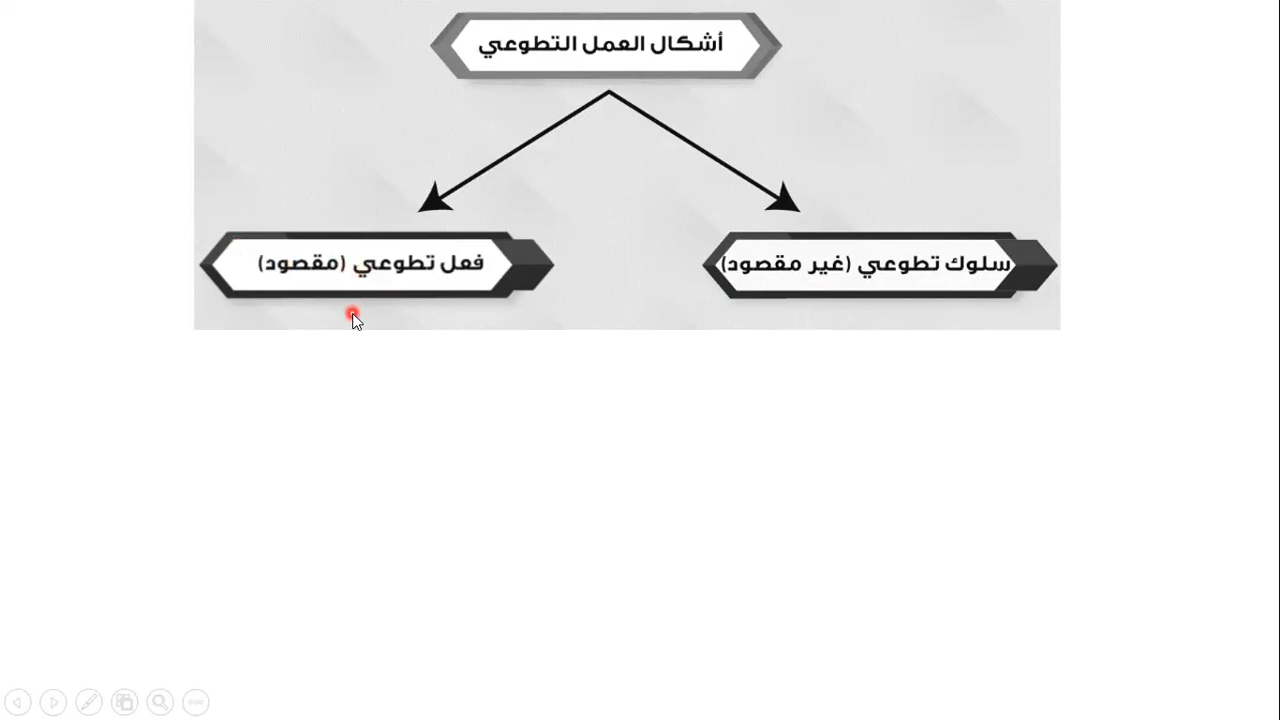 أشكال العمل التطوعي
سلوك تطوعي (غير مقصود)
فعل تطوعي (مقصود)